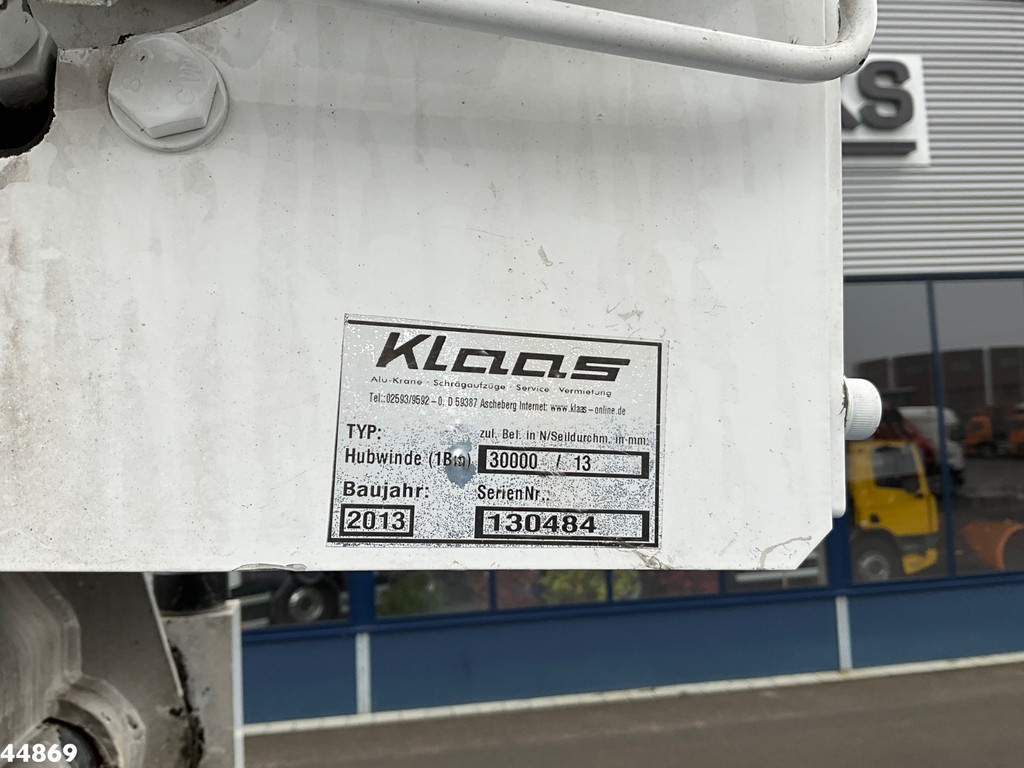 AS
Klaas
Alu-Krane · Schrägaufzüge · Service · Vermietung
Tel.:02593/9592-0, D 59387 Ascheberg Internet: www.klaas-online.de
TYP: zul. Bel. in N/Seildurchm. in mm.
Hubwinde (1Bm) 30000 / 13
Baujahr: SerienNr.:
2013 130484
44869